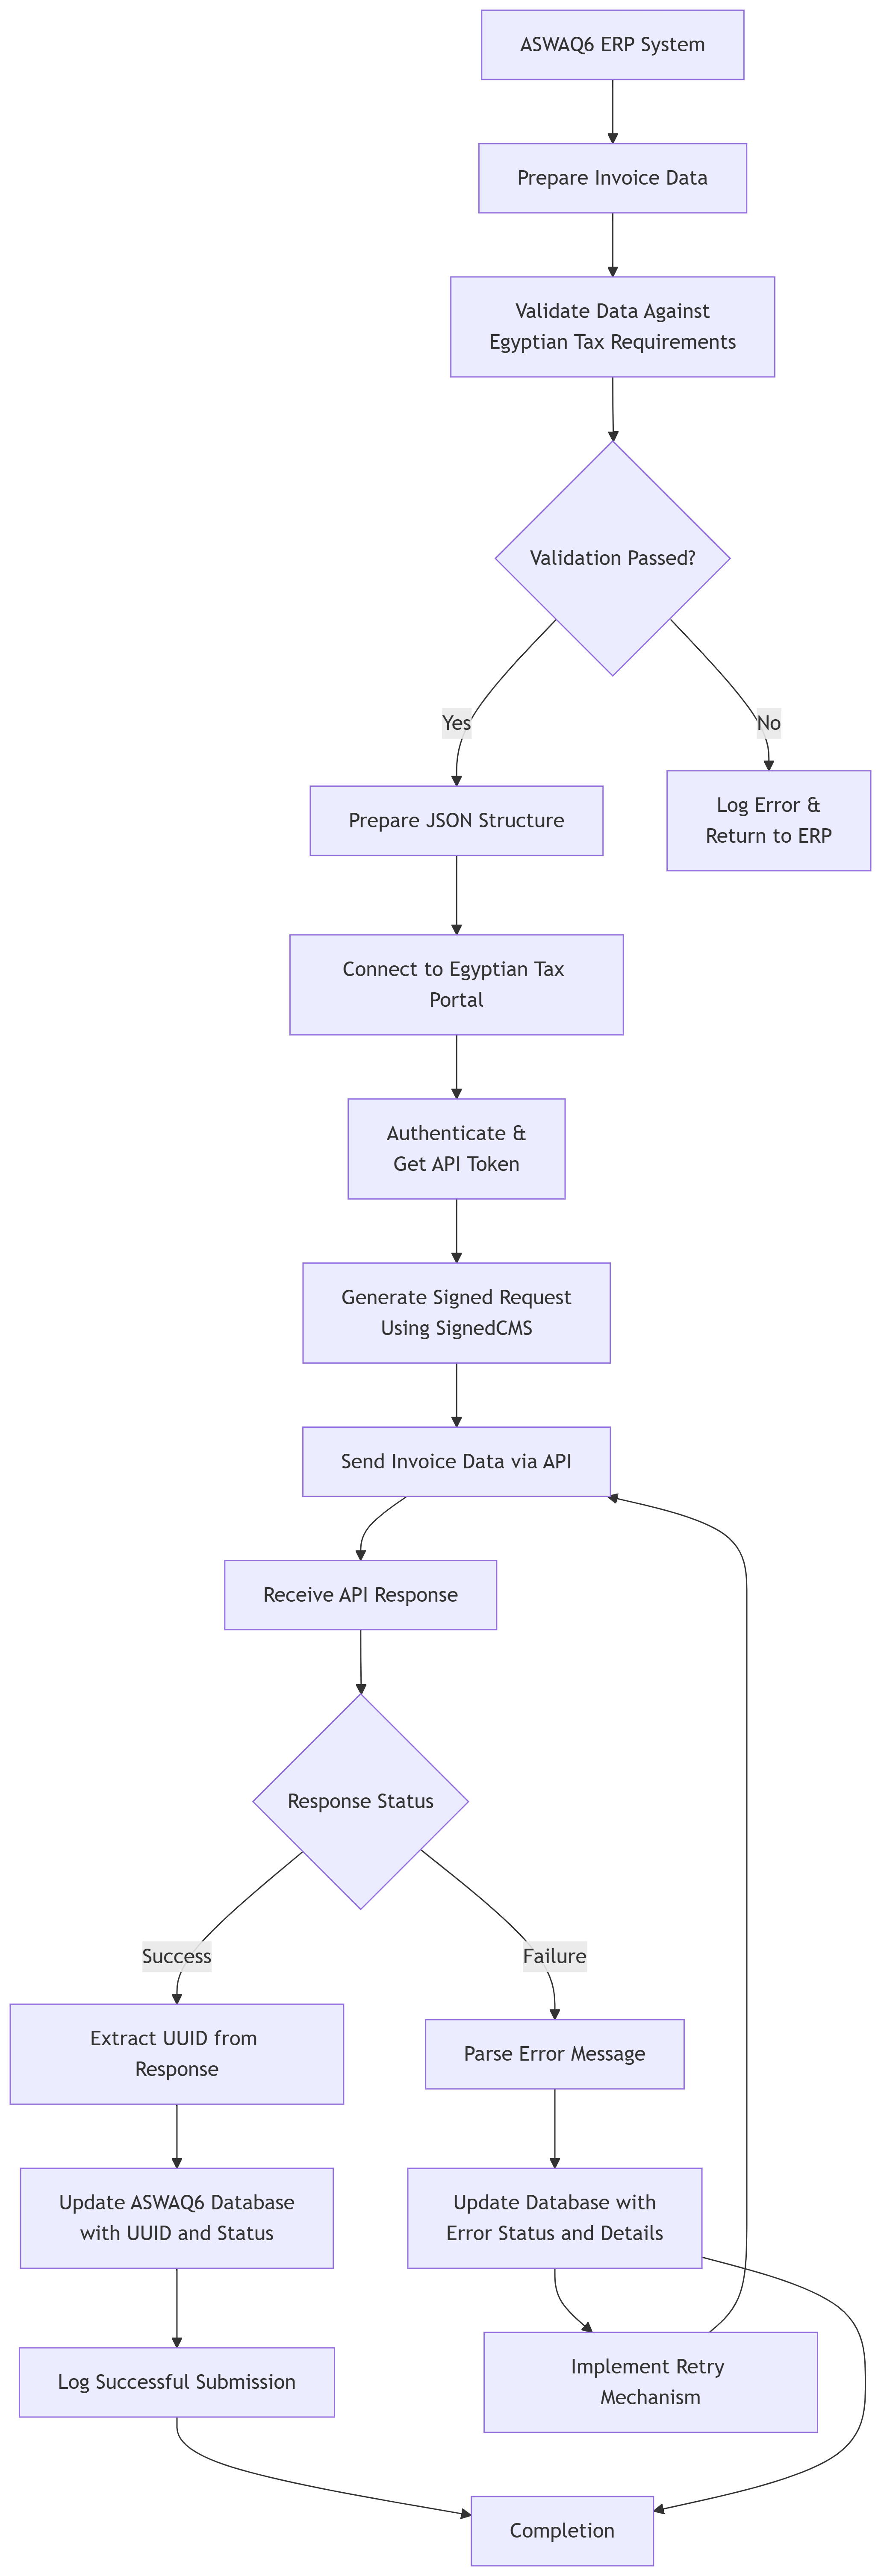 ASWAQ6 ERP System
Prepare Invoice Data
Validate Data Against
Egyptian Tax Requirements
Validation Passed?
Yes
No
Prepare JSON Structure
Log Error &
Return to ERP
Connect to Egyptian Tax
Portal
Authenticate &
Get API Token
Generate Signed Request
Using SignedCMS
Send Invoice Data via API
Receive API Response
Response Status
Success
Failure
Extract UUID from
Response
Parse Error Message
Update ASWAQ6 Database
with UUID and Status
Update Database with
Error Status and Details
Log Successful Submission
Implement Retry
Mechanism
Completion